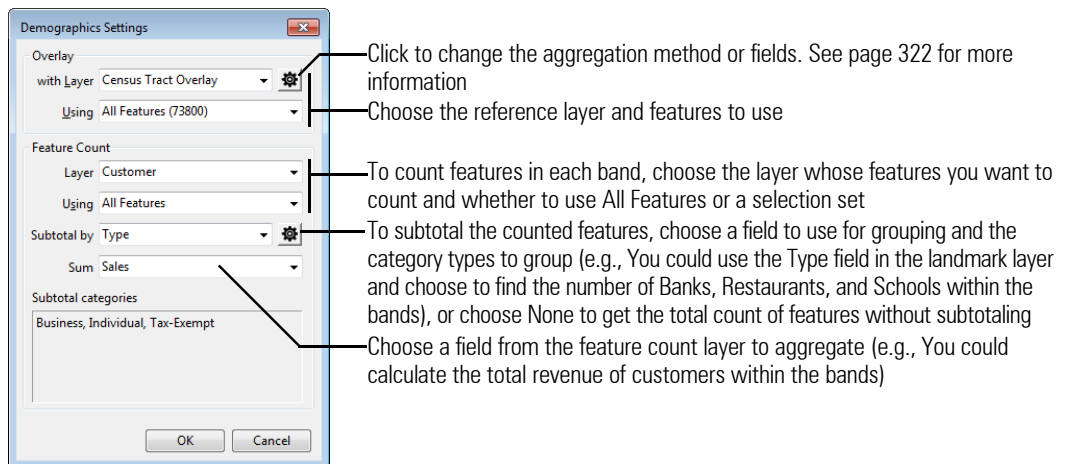 Demographics Settings
Overlay
with Layer Census Tract Overlay
Using All Features (73800)
Feature Count
Layer Customer
Using All Features
Subtotal by Type
Sum Sales
Subtotal categories
Business, Individual, Tax-Exempt
OK Cancel
Click to change the aggregation method or fields. See page 322 for more
information
Choose the reference layer and features to use
To count features in each band, choose the layer whose features you want to
count and whether to use All Features or a selection set
To subtotal the counted features, choose a field to use for grouping and the
category types to group (e.g., You could use the Type field in the landmark layer
and choose to find the number of Banks, Restaurants, and Schools within the
bands), or choose None to get the total count of features without subtotaling
Choose a field from the feature count layer to aggregate (e.g., You could
calculate the total revenue of customers within the bands)